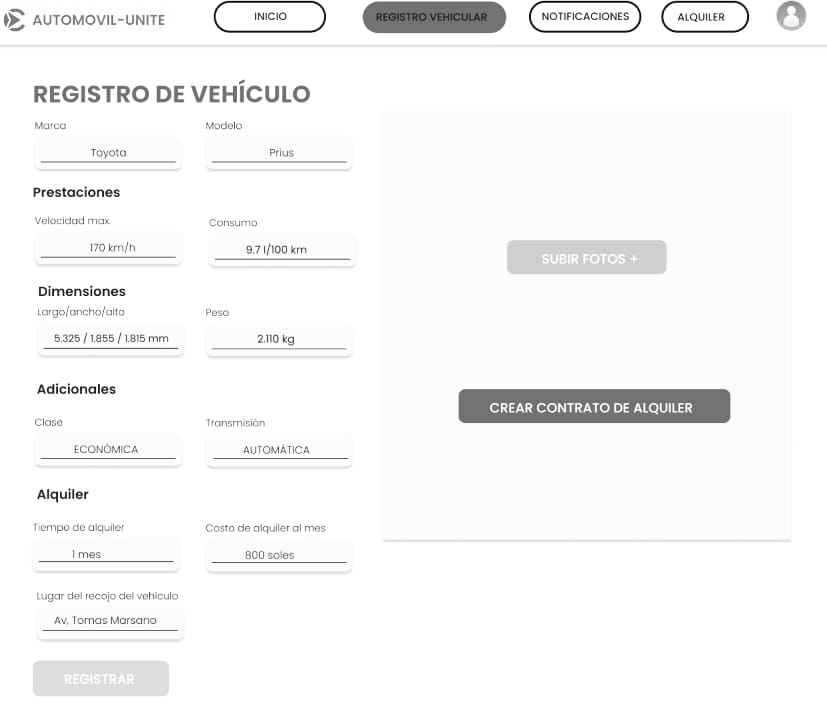 AUTOMOVIL-UNITE
INICIO
REGISTRO VEHICULAR
NOTIFICACIONES
ALQUILER
REGISTRO DE VEHÍCULO
Marca
Modelo
Toyota
Prius
Prestaciones
Velocidad max.
Consumo
170 km/h
9.7 l/100 km
Dimensiones
Largo/ancho/alto
Peso
5.325 / 1.855 / 1.815 mm
2.110 kg
Adicionales
Clase
Transmisión
ECONÓMICA
AUTOMÁTICA
Alquiler
Tiempo de alquiler
Costo de alquiler al mes
1 mes
800 soles
Lugar del recojo del vehículo
Av, Tomas Marsano
REGISTRAR
SUBIR FOTOS +
CREAR CONTRATO DE ALQUILER